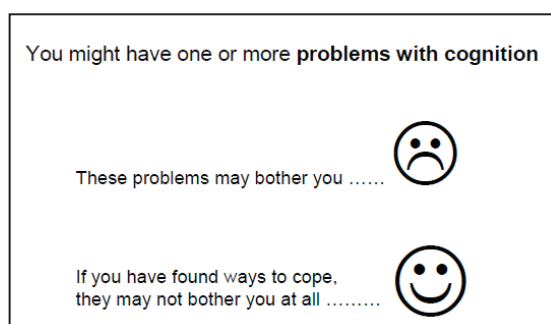 You might have one or more problems with cognition
These problems may bother you ......
If you have found ways to cope,
they may not bother you at all .........